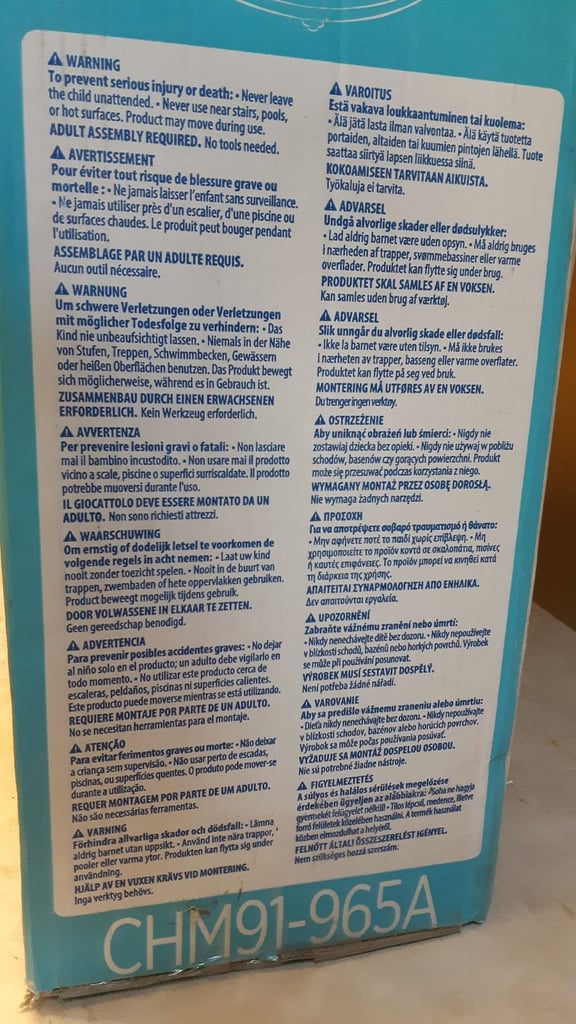 ⚠ WARNING
To prevent serious injury or death: • Never leave
the child unattended. • Never use near stairs, pools,
or hot surfaces. Product may move during use.
ADULT ASSEMBLY REQUIRED. No tools needed.
⚠ AVERTISSEMENT
Pour éviter tout risque de blessure grave ou
mortelle : • Ne jamais laisser l'enfant sans surveillance.
• Ne jamais utiliser près d'un escalier, d'une piscine ou
de surfaces chaudes. Le produit peut bouger pendant
l'utilisation.
ASSEMBLAGE PAR UN ADULTE REQUIS.
Aucun outil nécessaire.
⚠ WARNUNG
Um schwere Verletzungen oder Verletzungen
mit möglicher Todesfolge zu verhindern: • Das
Kind nie unbeaufsichtigt lassen. • Niemals in der Nähe
von Stufen, Treppen, Schwimmbecken, Gewässern
oder heißen Oberflächen benutzen. Das Produkt bewegt
sich möglicherweise, während es in Gebrauch ist.
ZUSAMMENBAU DURCH EINEN ERWACHSENEN
ERFORDERLICH. Kein Werkzeug erforderlich.
⚠ AVVERTENZA
Per prevenire lesioni gravi o fatali: • Non lasciare
mai il bambino incustodito. • Non usare mai il prodotto
vicino a scale, piscine o superfici surriscaldate. Il prodotto
potrebbe muoversi durante l'uso.
IL GIOCATTOLO DEVE ESSERE MONTATO DA UN
ADULTO. Non sono richiesti attrezzi.
⚠ WAARSCHUWING
Om ernstig of dodelijk letsel te voorkomen de
volgende regels in acht nemen: • Laat uw kind
nooit zonder toezicht spelen. • Nooit in de buurt van
trappen, zwembaden of hete oppervlakken gebruiken.
Product beweegt mogelijk tijdens gebruik.
DOOR VOLWASSENE IN ELKAAR TE ZETTEN.
Geen gereedschap benodigd.
⚠ ADVERTENCIA
Para prevenir posibles accidentes graves: • No dejar
al niño solo en el producto; un adulto debe vigilarlo en
todo momento. • No utilizar este producto cerca de
escaleras, peldaños, piscinas ni superficies calientes.
Este producto puede moverse mientras se está utilizando.
REQUIERE MONTAJE POR PARTE DE UN ADULTO.
No se necesitan herramientas para el montaje.
⚠ ATENÇÃO
Para evitar ferimentos graves ou morte: • Não deixar
a criança sem supervisão. • Não usar perto de escadas,
piscinas, ou superfícies quentes. O produto pode mover-se
durante a utilização.
REQUER MONTAGEM POR PARTE DE UM ADULTO.
Não são necessárias ferramentas.
⚠ VARNING
Förhindra allvarliga skador och dödsfall: • Lämna
aldrig barnet utan uppsikt. • Använd inte nära trappor,
pooler eller varma ytor. Produkten kan flytta sig under
användning.
HJÄLP AV EN VUXEN KRÄVS VID MONTERING.
Inga verktyg behövs.
⚠ VAROITUS
Estä vakava loukkaantuminen tai kuolema:
• Älä jätä lasta ilman valvontaa. • Älä käytä tuotetta
portaiden, altaiden tai kuumien pintojen lähellä. Tuote
saattaa siirtyä lapsen liikkuessa siinä.
KOKOAMISEEN TARVITAAN AIKUISTA.
Työkaluja ei tarvita.
⚠ ADVARSEL
Undgå alvorlige skader eller dødsulykker:
• Lad aldrig barnet være uden opsyn. • Må aldrig bruges
i nærheden af trapper, svømmebassiner eller varme
overflader. Produktet kan flytte sig under brug.
PRODUKTET SKAL SAMLES AF EN VOKSEN.
Kan samles uden brug af værktøj.
⚠ ADVARSEL
Slik unngår du alvorlig skade eller dødsfall:
• Ikke la barnet være uten tilsyn. • Må ikke brukes
i nærheten av trapper, basseng eller varme overflater.
Produktet kan flytte på seg ved bruk.
MONTERING MÅ UTFØRES AV EN VOKSEN.
Du trenger ingen verktøy.
⚠ OSTRZEŻENIE
Aby uniknąć obrażeń lub śmierci: • Nigdy nie
zostawiaj dziecka bez opieki. • Nigdy nie używaj w pobliżu
schodów, basenów czy gorących powierzchni. Produkt
może się przesuwać podczas korzystania z niego.
WYMAGANY MONTAŻ PRZEZ OSOBĘ DOROSŁĄ.
Nie wymaga żadnych narzędzi.
⚠ ΠΡΟΣΟΧΗ
Για να αποτρέψετε σοβαρό τραυματισμό ή θάνατο:
• Μην αφήνετε ποτέ το παιδί χωρίς επίβλεψη. • Μη
χρησιμοποιείτε το προϊόν κοντά σε σκαλοπάτια, πισίνες
ή καυτές επιφάνειες. Το προϊόν μπορεί να κινηθεί κατά
τη διάρκεια της χρήσης.
ΑΠΑΙΤΕΙΤΑΙ ΣΥΝΑΡΜΟΛΟΓΗΣΗ ΑΠΟ ΕΝΗΛΙΚΑ.
Δεν απαιτούνται εργαλεία.
⚠ UPOZORNĚNÍ
Zabraňte vážnému zranění nebo úmrtí:
• Nikdy nenechávejte dítě bez dozoru. • Nikdy nepoužívejte
v blízkosti schodů, bazénů nebo horkých povrchů. Výrobek
se může při používání posunovat.
VÝROBEK MUSÍ SESTAVIT DOSPĚLÝ.
Není potřeba žádné nářadí.
⚠ VAROVANIE
Aby sa predišlo vážnemu zraneniu alebo úmrtiu:
• Dieťa nikdy nenechávajte bez dozoru. • Nikdy nepoužívajte
v blízkosti schodov, bazénov alebo horúcich povrchov.
Výrobok sa môže počas používania posúvať.
VYŽADUJE SA MONTÁŽ DOSPELOU OSOBOU.
Nie sú potrebné žiadne nástroje.
⚠ FIGYELMEZTETÉS
A súlyos és halálos sérülések megelőzése
érdekében ügyeljen az alábbiakra: • Soha ne hagyja
gyermekét felügyelet nélkül! • Tilos lépcső, medence, illetve
forró felületek közelében használni. A termék használat
közben elmozdulhat a helyéről.
FELNŐTT ÁLTALI ÖSSZESZERELÉST IGÉNYEL.
Nem szükséges hozzá szerszám.
CHM91-965A